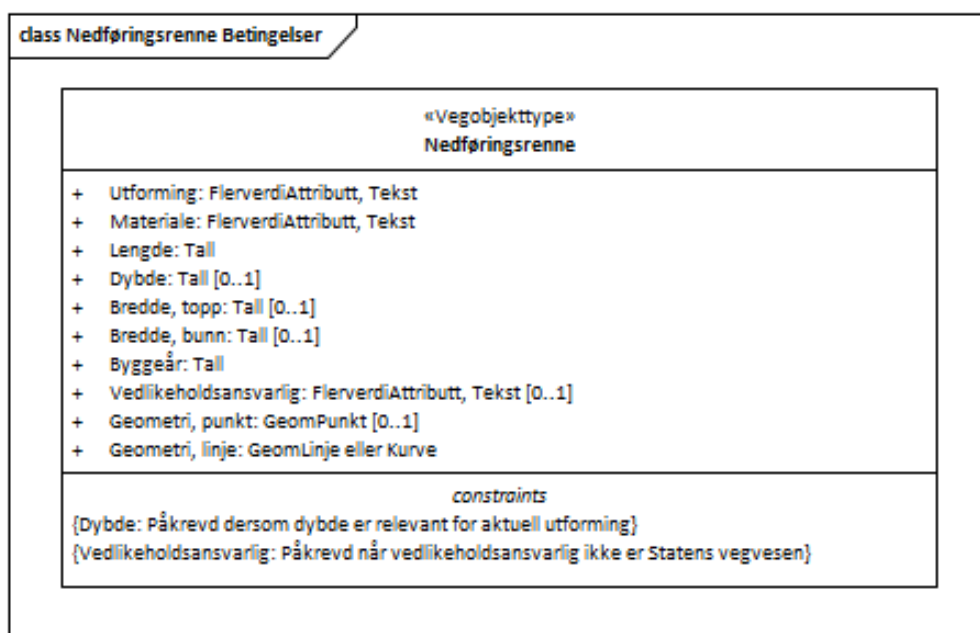 class Nedføringsrenne Betingelser
«Vegobjekttype»
Nedføringsrenne
+ Utforming: FlerverdiAttributt, Tekst
+ Materiale: FlerverdiAttributt, Tekst
+ Lengde: Tall
+ Dybde: Tall [0..1]
+ Bredde, topp: Tall [0..1]
+ Bredde, bunn: Tall [0..1]
+ Byggeår: Tall
+ Vedlikeholdsansvarlig: FlerverdiAttributt, Tekst [0..1]
+ Geometri, punkt: GeomPunkt [0..1]
+ Geometri, linje: GeomLinje eller Kurve
constraints
{Dybde: Påkrevd dersom dybde er relevant for aktuell utforming}
{Vedlikeholdsansvarlig: Påkrevd når vedlikeholdsansvarlig ikke er Statens vegvesen}